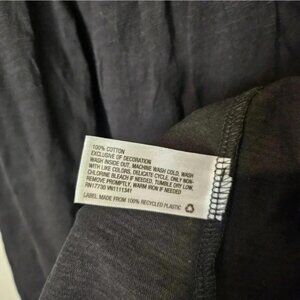 100% COTTON
EXCLUSIVE OF DECORATION
WASH INSIDE OUT, MACHINE WASH COLD, WASH
WITH LIKE COLORS, DELICATE CYCLE, ONLY NON-
CHLORINE BLEACH IF NEEDED, TUMBLE DRY LOW,
REMOVE PROMPTLY, WARM IRON IF NEEDED
RN17730 VN1111341
LABEL MADE FROM 100% RECYCLED PLASTIC